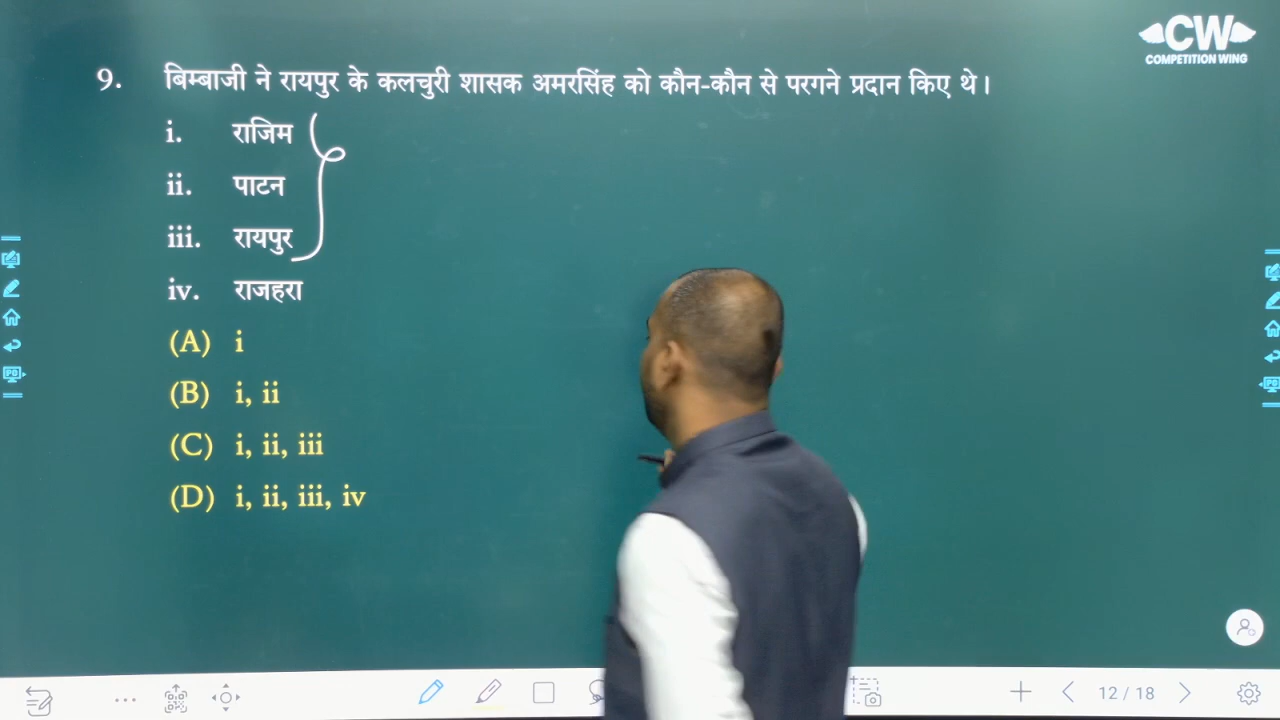 CW
COMPETITION WING
9. बिम्बाजी ने रायपुर के कलचुरी शासक अमरसिंह को कौन-कौन से परगने प्रदान किए थे।
i. राजिम
ii. पाटन
iii. रायपुर
iv. राजहरा
(A) i
(B) i, ii
(C) i, ii, iii
(D) i, ii, iii, iv
12 / 18